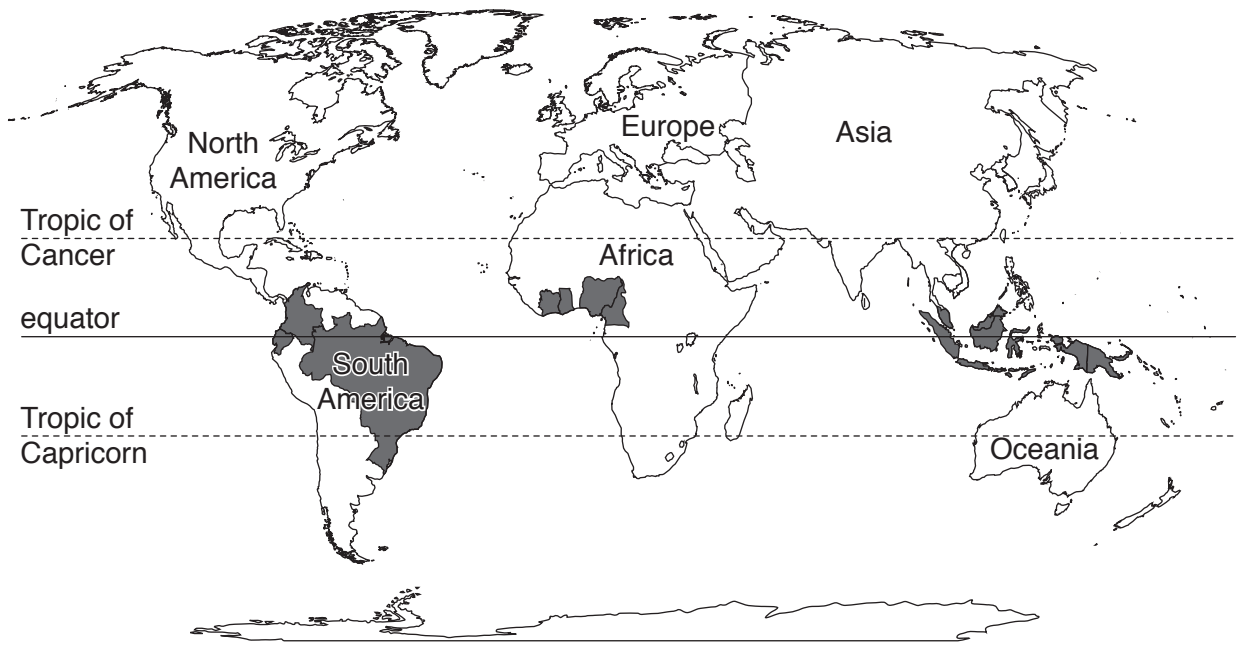 North
America
Europe
Asia
Tropic of
Cancer
Africa
equator
South
America
Tropic of
Capricorn
Oceania